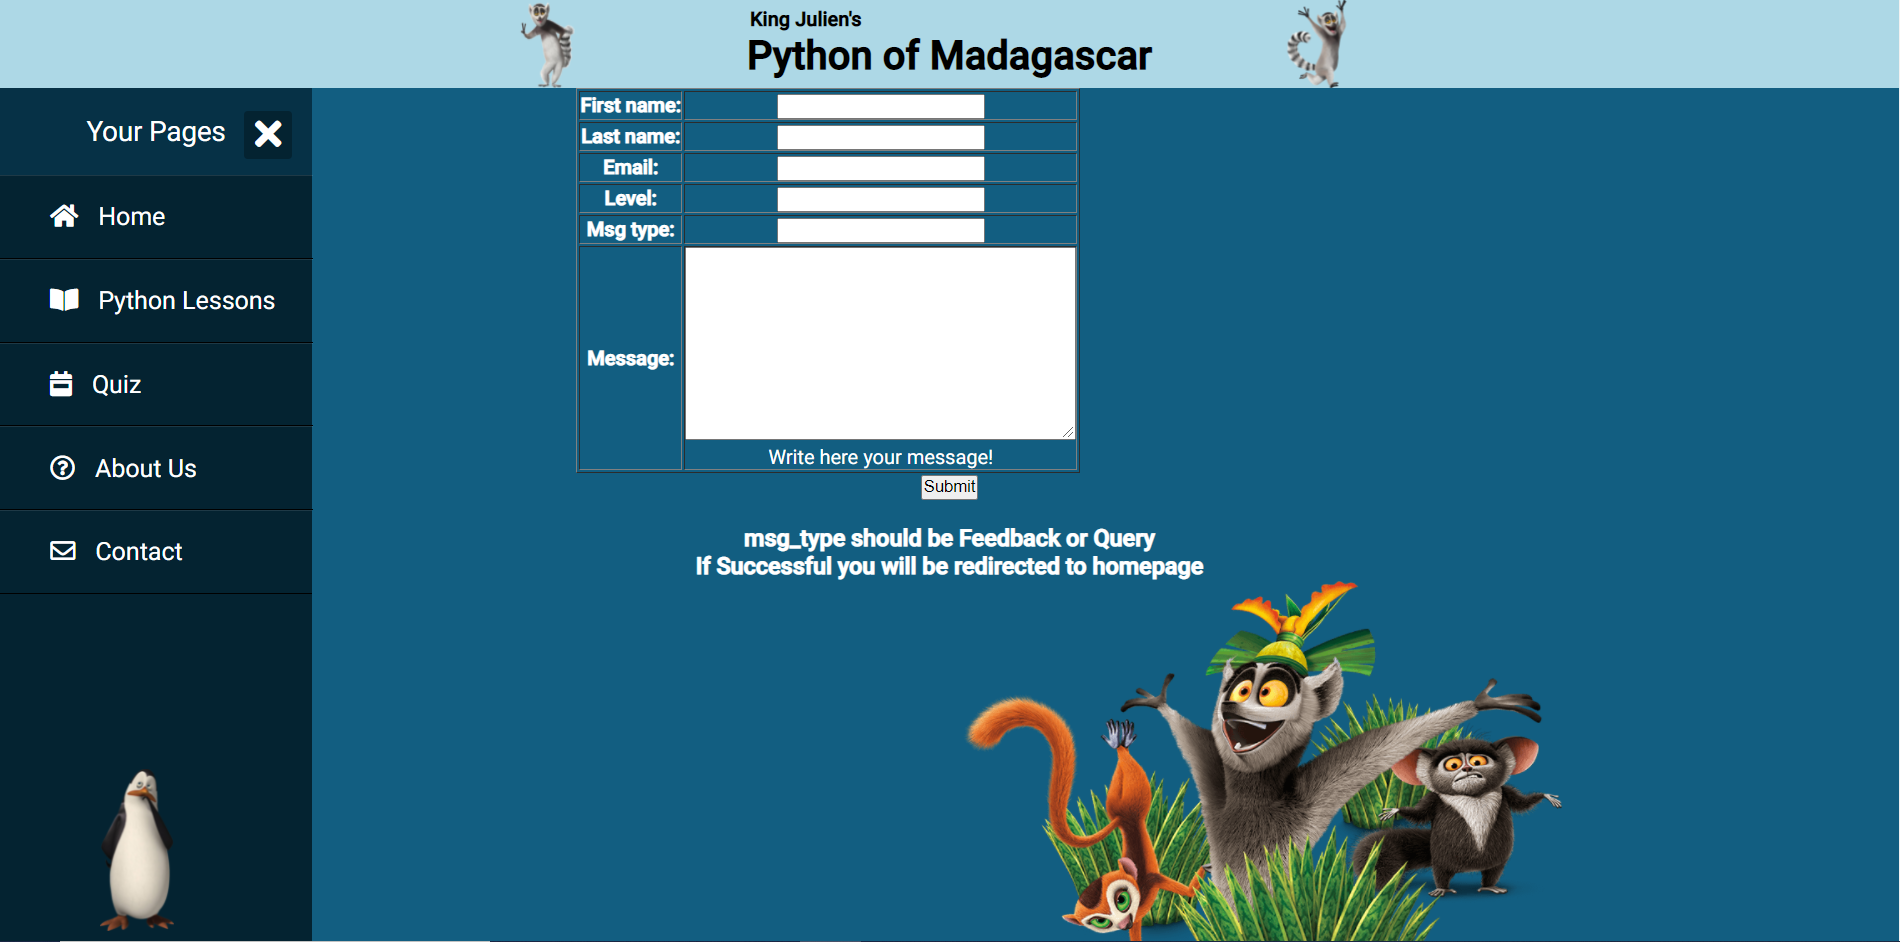 King Julien's
Python of Madagascar
Your Pages
Home
Python Lessons
Quiz
About Us
Contact
First name:
Last name:
Email:
Level:
Msg type:
Message:
Write here your message!
Submit
msg_type should be Feedback or Query
If Successful you will be redirected to homepage